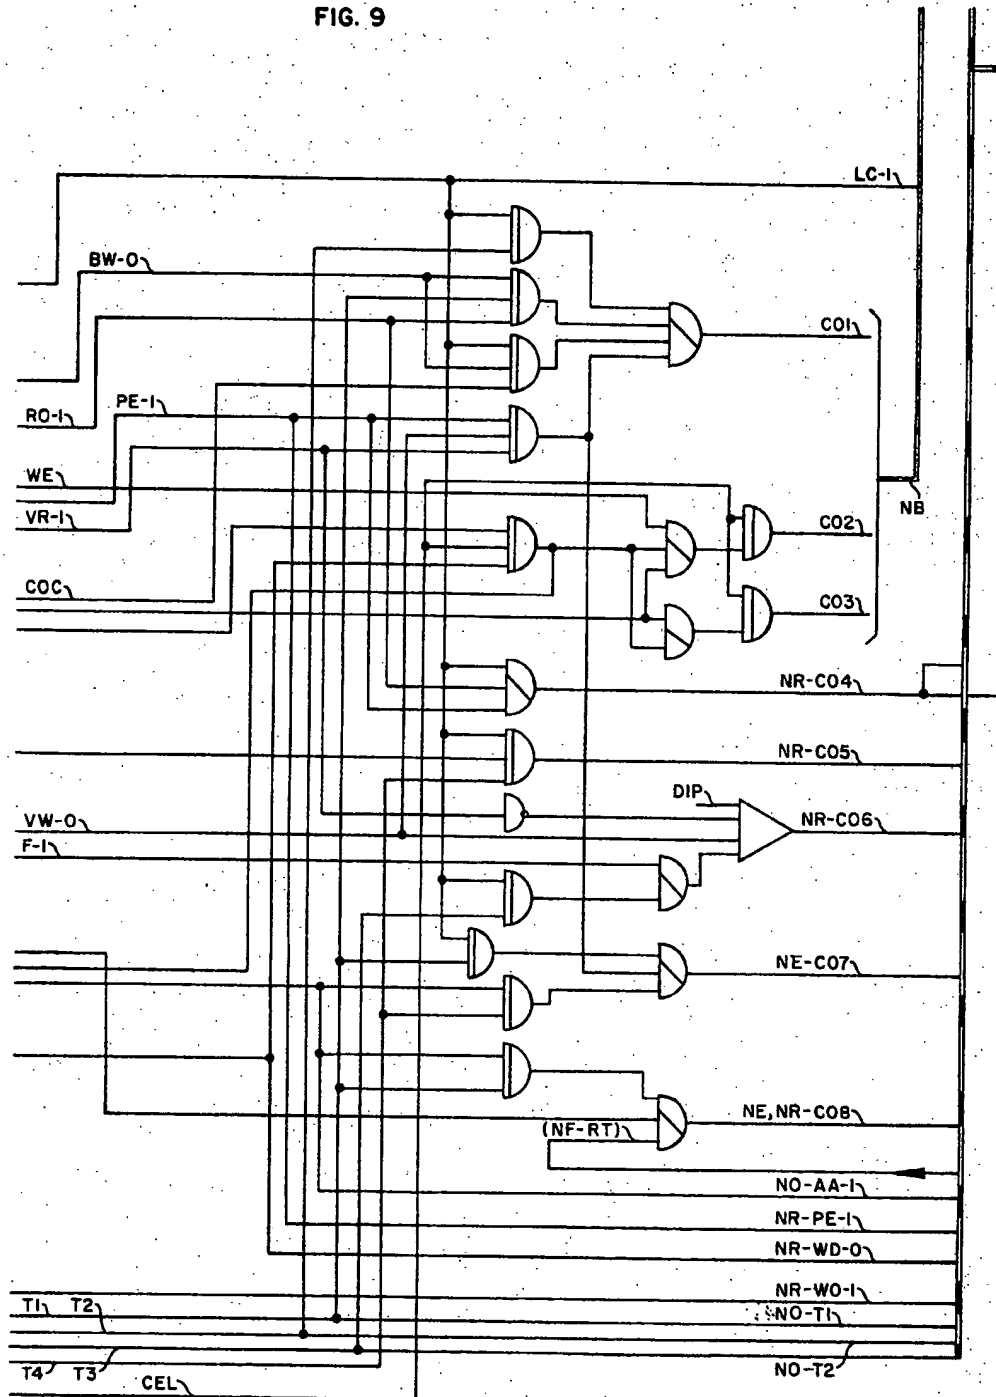 FIG. 9
LC-1
BW-0
CO1
RO-1
PE-1
WE
NB
VR-1
CO2
COC
CO3
NR-CO4
NR-CO5
DIP
VW-0
NR-CO6
F-1
NE-CO7
NE,NR-CO8
(NF-RT)
NO-AA-1
NR-PE-1
NR-WD-0
NR-WO-1
T1 T2
NO-T1
T4 T3
NO-T2
CEL